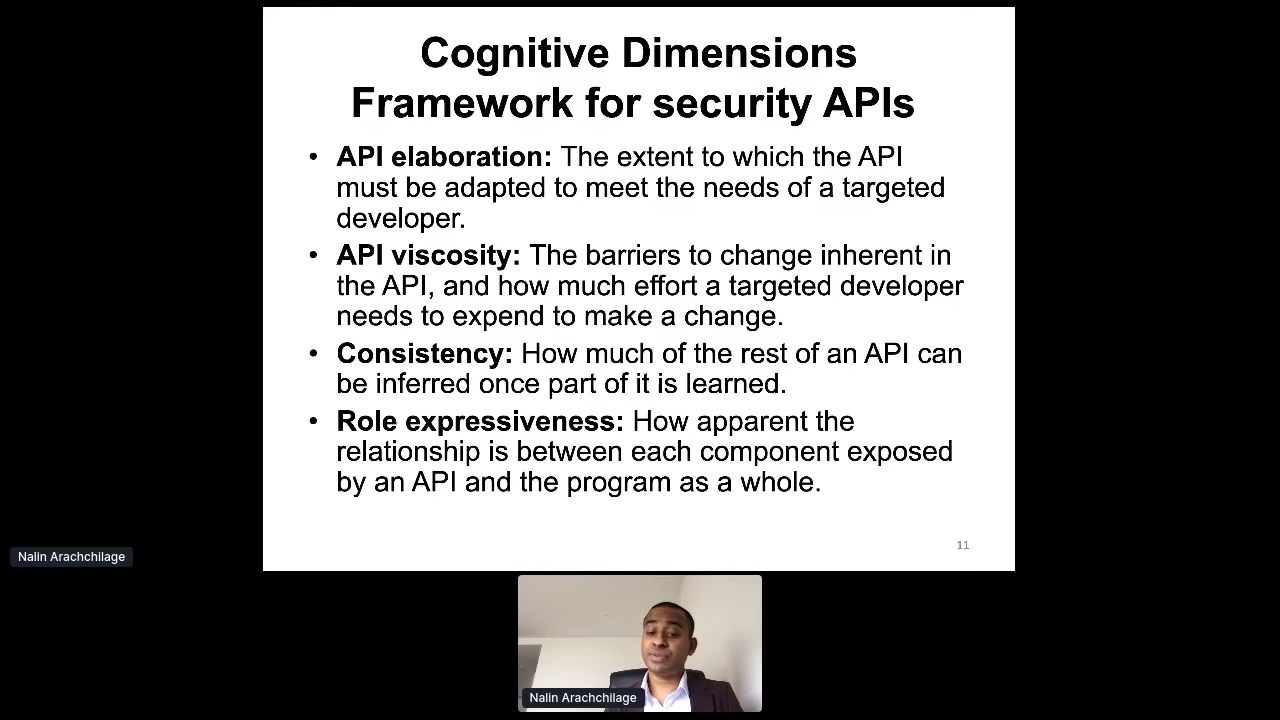 Cognitive Dimensions
Framework for security APIs
• API elaboration: The extent to which the API
must be adapted to meet the needs of a targeted
developer.
• API viscosity: The barriers to change inherent in
the API, and how much effort a targeted developer
needs to expend to make a change.
• Consistency: How much of the rest of an API can
be inferred once part of it is learned.
• Role expressiveness: How apparent the
relationship is between each component exposed
by an API and the program as a whole.
11
Nalin Arachchilage
Nalin Arachchilage